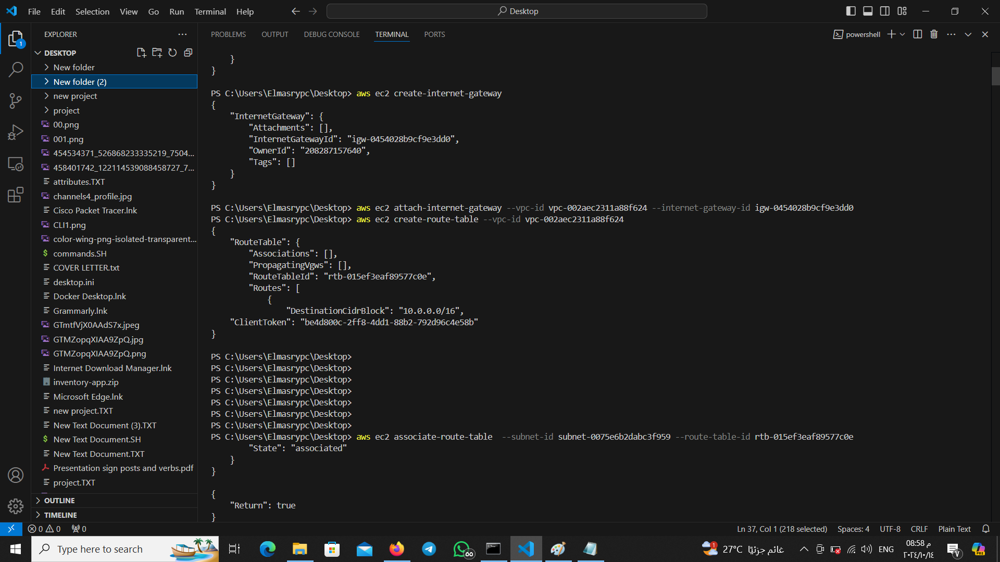 File Edit Selection View Go Run Terminal Help
Desktop
EXPLORER
PROBLEMS OUTPUT DEBUG CONSOLE TERMINAL PORTS
powershell
1
DESKTOP
New folder
New folder (2)
new project
project
00.png
001.png
454534371_526868233335219_7504...
458401742_122114539088458727_7...
attributes.TXT
channels4_profile.jpg
Cisco Packet Tracer.lnk
CLI1.png
color-wing-png-isolated-transparent...
commands.SH
COVER LETTER.txt
desktop.ini
Docker Desktop.lnk
Grammarly.lnk
GTmtfVjX0AAdS7x.jpeg
GTMZopqXIAA9ZpQ.jpg
GTMZopqXIAA9ZpQ.png
Internet Download Manager.lnk
inventory-app.zip
Microsoft Edge.lnk
new project.TXT
New Text Document (3).TXT
New Text Document.SH
New Text Document.TXT
Presentation sign posts and verbs.pdf
project.TXT
OUTLINE
TIMELINE
}
}
PS C:\Users\Elmasrypc\Desktop> aws ec2 create-internet-gateway
{
"InternetGateway": {
"Attachments": [],
"InternetGatewayId": "igw-0454028b9cf9e3dd0",
"OwnerId": "208287157640",
"Tags": []
}
}
PS C:\Users\Elmasrypc\Desktop> aws ec2 attach-internet-gateway --vpc-id vpc-002aec2311a88f624 --internet-gateway-id igw-0454028b9cf9e3dd0
PS C:\Users\Elmasrypc\Desktop> aws ec2 create-route-table --vpc-id vpc-002aec2311a88f624
{
"RouteTable": {
"Associations": [],
"PropagatingVgws": [],
"RouteTableId": "rtb-015ef3eaf89577c0e",
"Routes": [
{
"DestinationCidrBlock": "10.0.0.0/16",
"ClientToken": "be4d800c-2ff8-4dd1-88b2-792d96c4e58b"
}
PS C:\Users\Elmasrypc\Desktop>
PS C:\Users\Elmasrypc\Desktop>
PS C:\Users\Elmasrypc\Desktop>
PS C:\Users\Elmasrypc\Desktop>
PS C:\Users\Elmasrypc\Desktop>
PS C:\Users\Elmasrypc\Desktop>
PS C:\Users\Elmasrypc\Desktop>
PS C:\Users\Elmasrypc\Desktop> aws ec2 associate-route-table --subnet-id subnet-0075e6b2dabc3f959 --route-table-id rtb-015ef3eaf89577c0e
"State": "associated"
}
}
{
"Return": true
}
0 0 0
Ln 37, Col 1 (218 selected) Spaces: 4 UTF-8 CRLF Plain Text
Type here to search
1 27°C غائم جزئيًا
ENG
08:58 م
٢٠٢٤/١٠/١٤
V
PRE